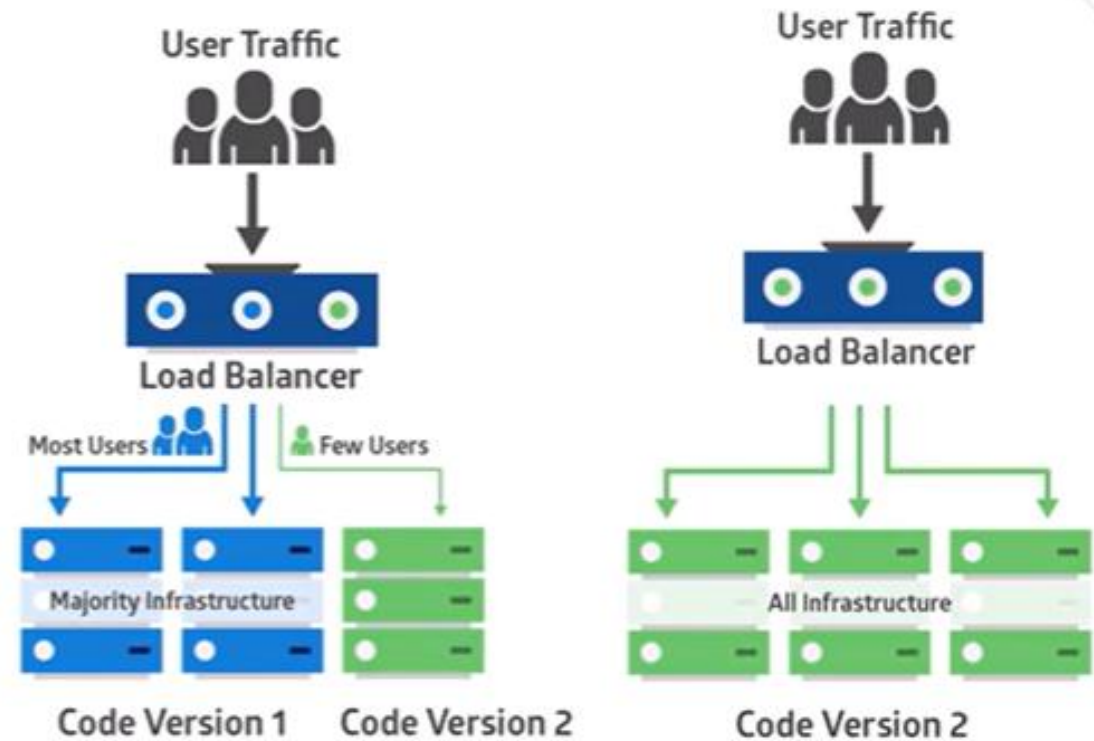 User Traffic
Load Balancer
Most Users
Few Users
Majority Infrastructure
Code Version 1
Code Version 2
User Traffic
Load Balancer
All Infrastructure
Code Version 2